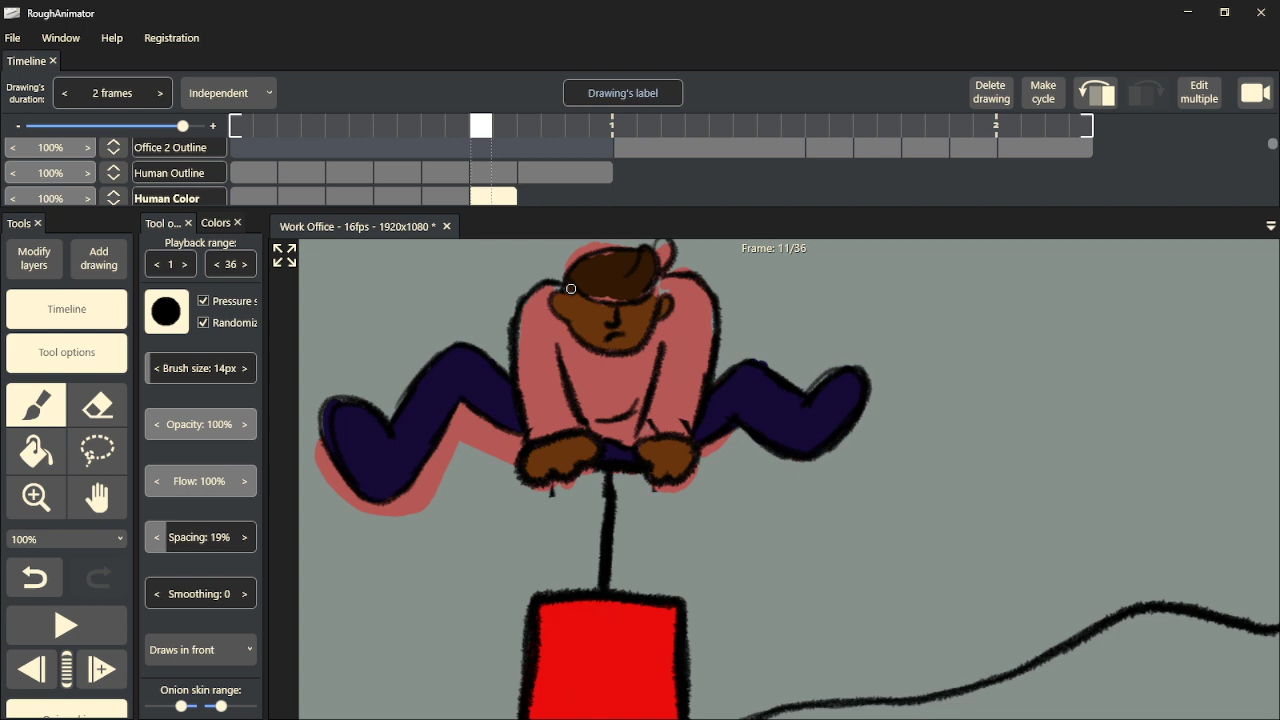 RoughAnimator
File Window Help Registration
Timeline
Drawing's duration:
< 2 frames >
Independent
Drawing's label
Delete drawing
Make cycle
Edit multiple
- +
1 2
< 100% > Office 2 Outline
< 100% > Human Outline
< 100% > Human Color
Tools
Tool o...
Colors
Work Office - 16fps - 1920x1080 *
Modify layers
Add drawing
Playback range:
< 1 > < 36 >
Frame: 11/36
Timeline
Pressure s
Randomiz
Tool options
< Brush size: 14px >
< Opacity: 100% >
< Flow: 100% >
100%
< Spacing: 19% >
< Smoothing: 0 >
Draws in front
Onion skin range: